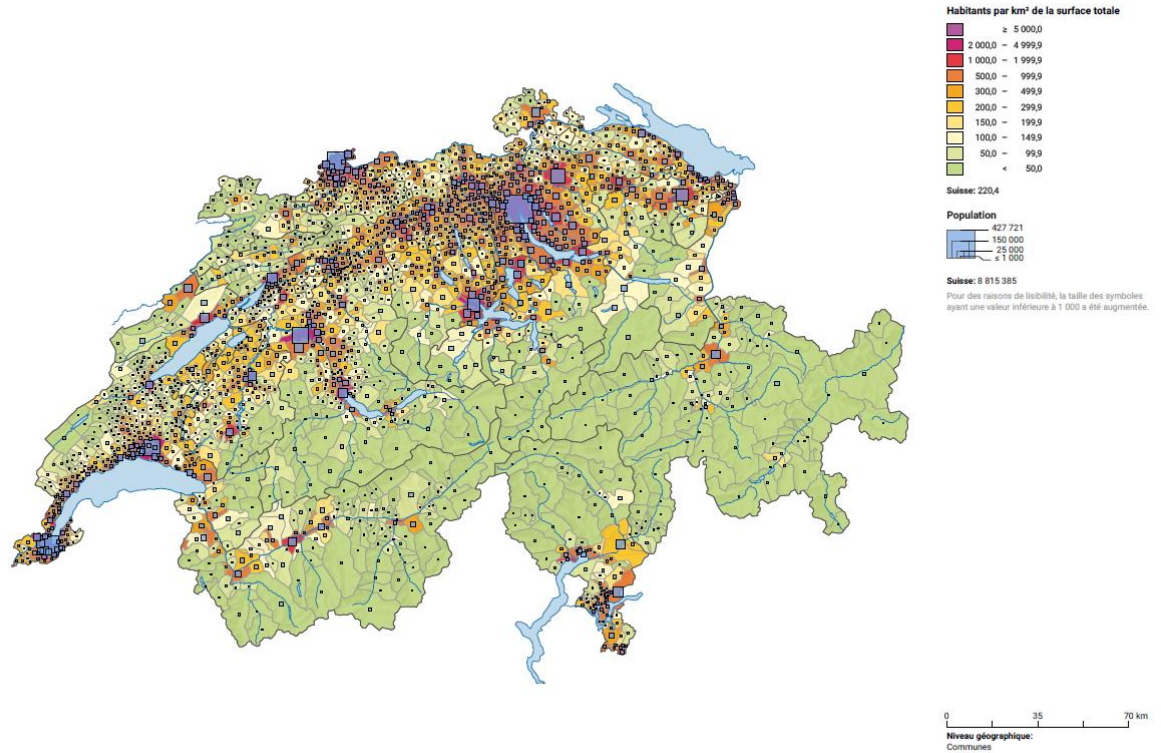 Habitants par km² de la surface totale
≥ 5 000,0
2 000,0 – 4 999,9
1 000,0 – 1 999,9
500,0 – 999,9
300,0 – 499,9
200,0 – 299,9
150,0 – 199,9
100,0 – 149,9
50,0 – 99,9
< 50,0
Suisse: 220,4
Population
427 721
150 000
25 000
≤ 1 000
Suisse: 8 815 385
Pour des raisons de lisibilité, la taille des symboles
ayant une valeur inférieure à 1 000 a été augmentée.
0 35 70 km
Niveau géographique:
Communes